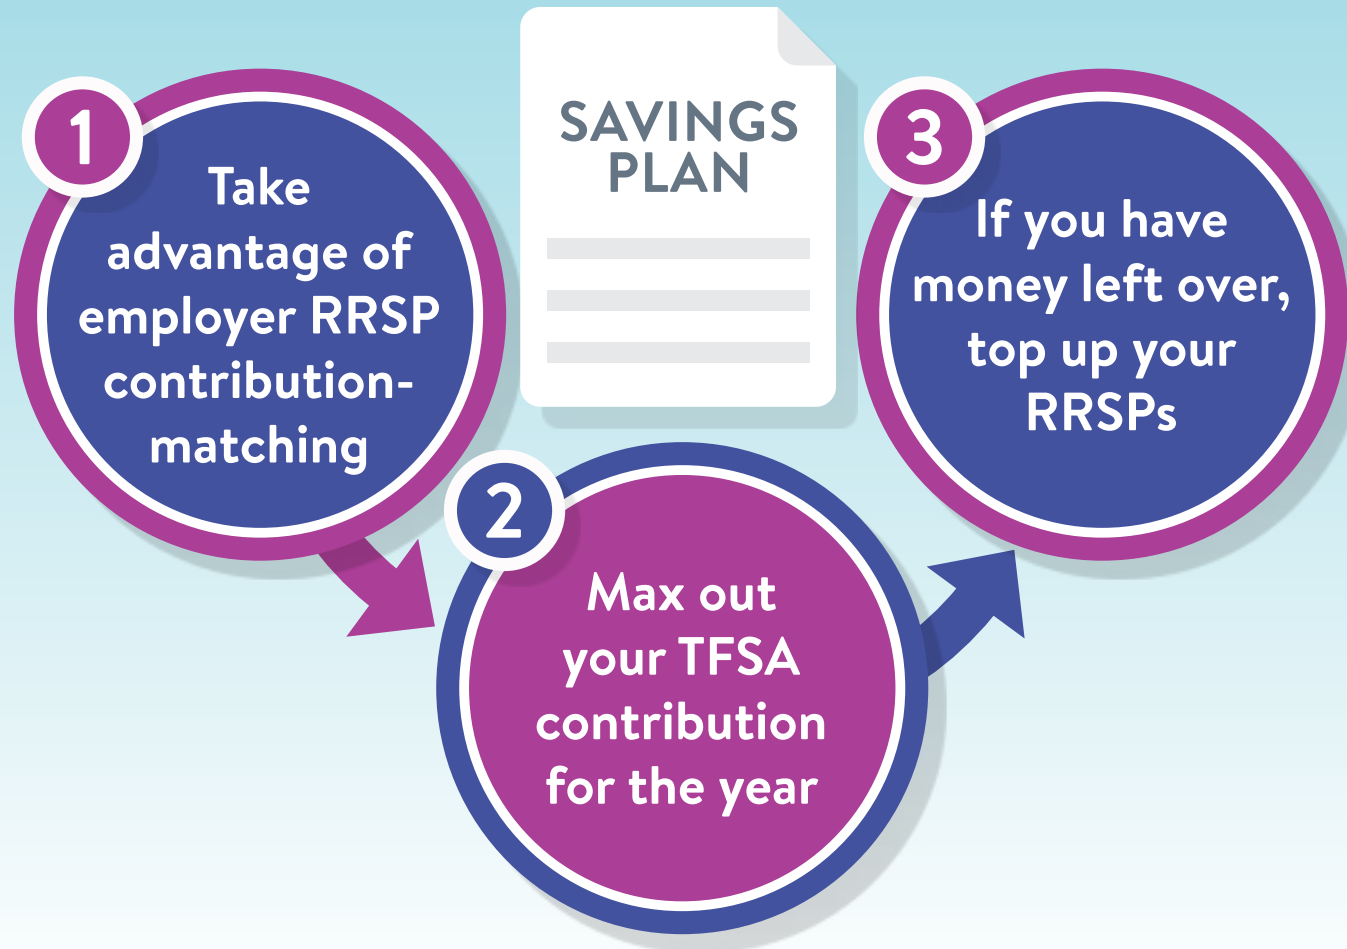 SAVINGS
PLAN
1
Take
advantage of
employer RRSP
contribution-
matching
2
Max out
your TFSA
contribution
for the year
3
If you have
money left over,
top up your
RRSPs